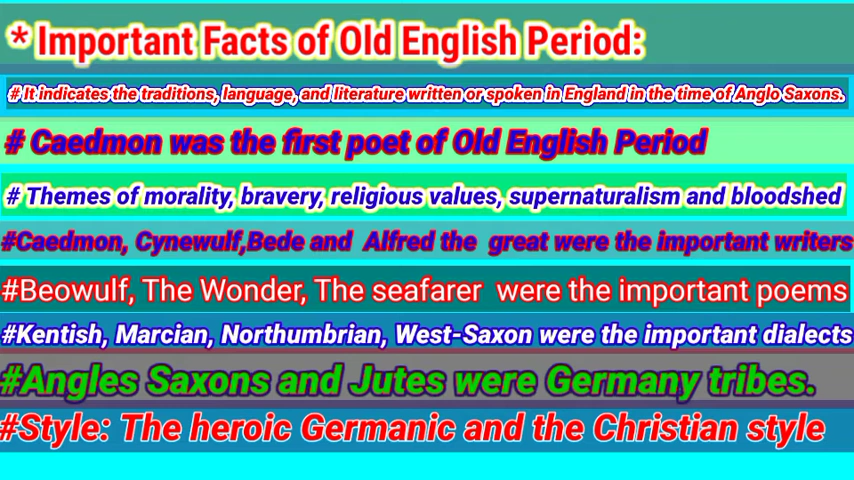 * Important Facts of Old English Period:
# It indicates the traditions, language, and literature written or spoken in England in the time of Anglo Saxons.
# Caedmon was the first poet of Old English Period
# Themes of morality, bravery, religious values, supernaturalism and bloodshed
#Caedmon, Cynewulf,Bede and Alfred the great were the important writers
#Beowulf, The Wonder, The seafarer were the important poems
#Kentish, Marcian, Northumbrian, West-Saxon were the important dialects
#Angles Saxons and Jutes were Germany tribes.
#Style: The heroic Germanic and the Christian style